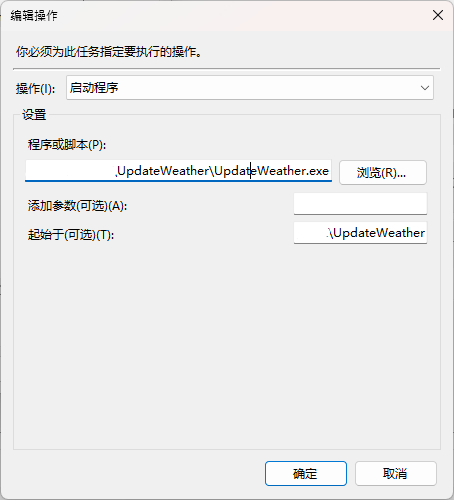 编辑操作
你必须为此任务指定要执行的操作。
操作(I): 启动程序
设置
程序或脚本(P):
\UpdateWeather\UpdateWeather.exe 浏览(R)...
添加参数(可选)(A):
起始于(可选)(T): .\UpdateWeather
确定 取消